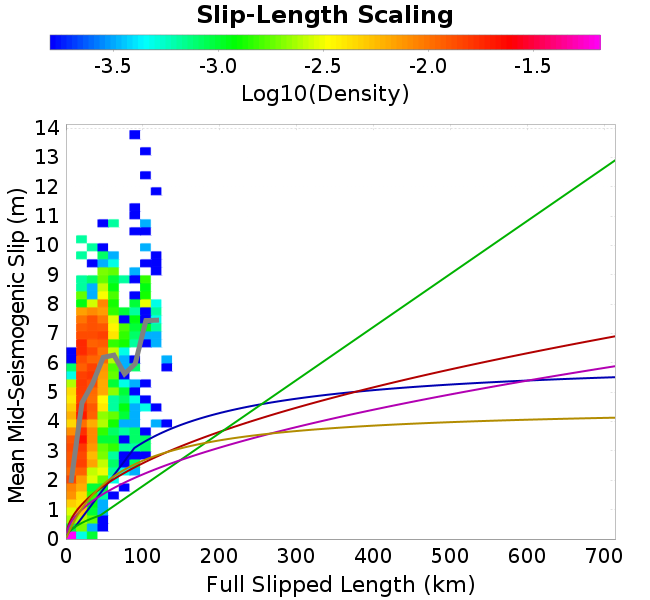 Slip-Length Scaling
-3.5 -3.0 -2.5 -2.0 -1.5
Log10(Density)
14
13
12
11
10
9
8
7
6
5
4
3
2
1
0
Mean Mid-Seismogenic Slip (m)
0 100 200 300 400 500 600 700
Full Slipped Length (km)